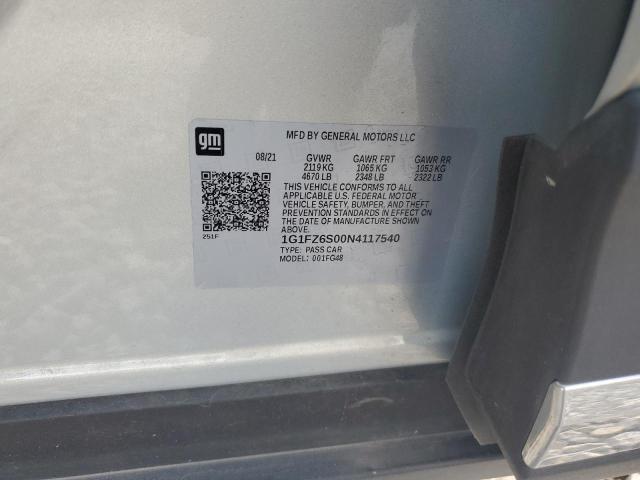 gm
MFD BY GENERAL MOTORS LLC
08/21 GVWR GAWR FRT GAWR RR
2119 KG 1065 KG 1053 KG
4670 LB 2348 LB 2322 LB
THIS VEHICLE CONFORMS TO ALL
APPLICABLE U.S. FEDERAL MOTOR
VEHICLE SAFETY, BUMPER, AND THEFT
PREVENTION STANDARDS IN EFFECT ON
THE DATE OF MANUFACTURE SHOWN
ABOVE.
251F
1G1FZ6S00N4117540
TYPE: PASS CAR
MODEL: 001FG48